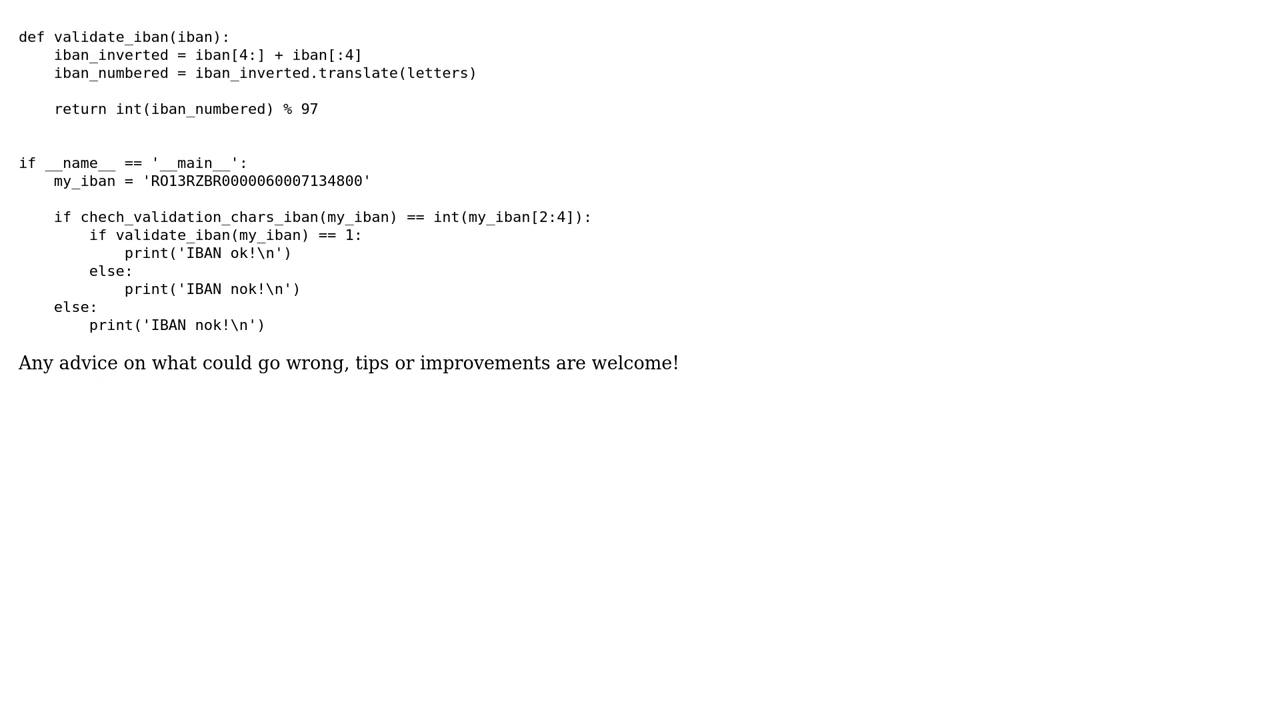 def validate_iban(iban):
    iban_inverted = iban[4:] + iban[:4]
    iban_numbered = iban_inverted.translate(letters)

    return int(iban_numbered) % 97


if __name__ == '__main__':
    my_iban = 'RO13RZBR0000060007134800'

    if chech_validation_chars_iban(my_iban) == int(my_iban[2:4]):
        if validate_iban(my_iban) == 1:
            print('IBAN ok!\n')
        else:
            print('IBAN nok!\n')
    else:
        print('IBAN nok!\n')

Any advice on what could go wrong, tips or improvements are welcome!